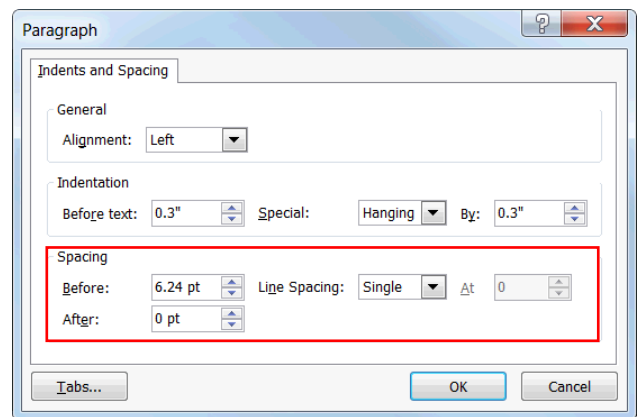 Paragraph
Indents and Spacing
General
Alignment: Left
Indentation
Before text: 0.3" Special: Hanging By: 0.3"
Spacing
Before: 6.24 pt Line Spacing: Single At 0
After: 0 pt
Tabs... OK Cancel